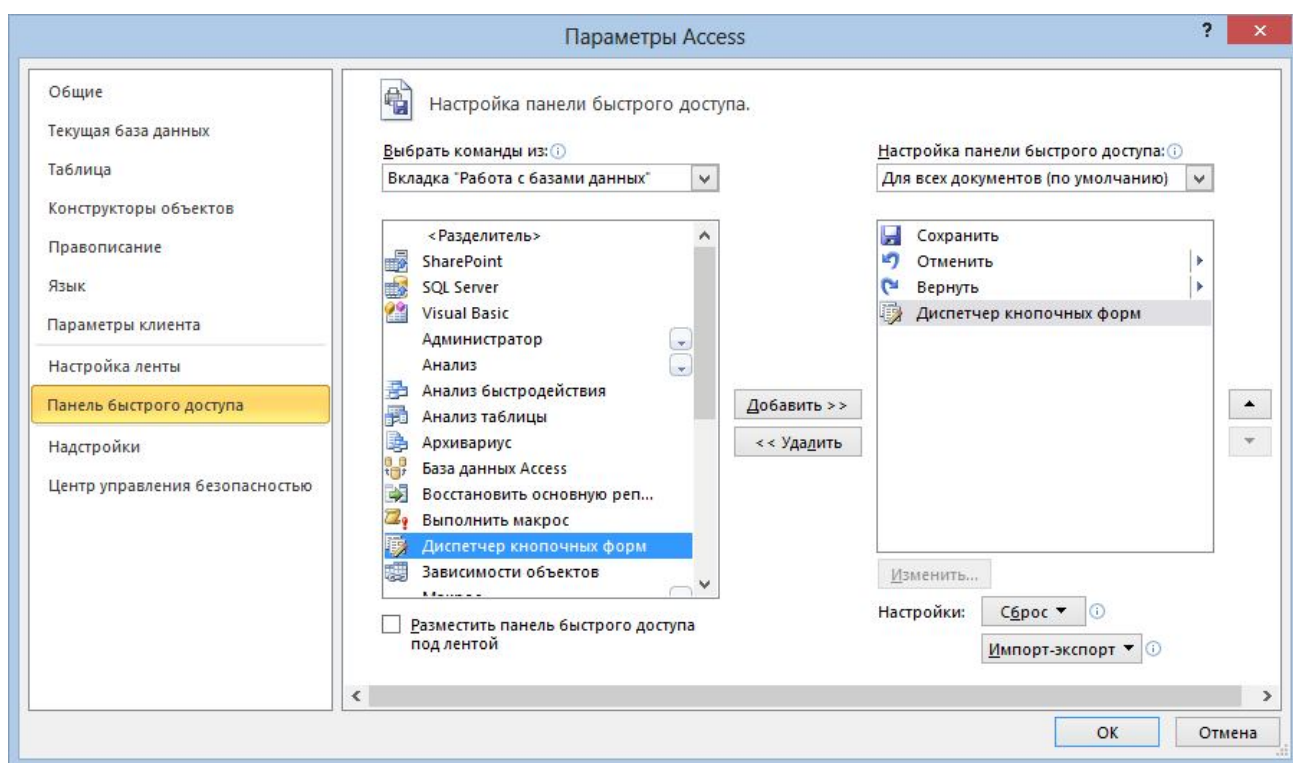 Параметры Access
?
Общие
Текущая база данных
Таблица
Конструкторы объектов
Правописание
Язык
Параметры клиента
Настройка ленты
Панель быстрого доступа
Надстройки
Центр управления безопасностью
Настройка панели быстрого доступа.
Выбрать команды из:
Вкладка "Работа с базами данных"
<Разделитель>
SharePoint
SQL Server
Visual Basic
Администратор
Анализ
Анализ быстродействия
Анализ таблицы
Архивариус
База данных Access
Восстановить основную реп...
Выполнить макрос
Диспетчер кнопочных форм
Зависимости объектов
Разместить панель быстрого доступа
под лентой
Добавить >>
<< Удалить
Настройка панели быстрого доступа:
Для всех документов (по умолчанию)
Сохранить
Отменить
Вернуть
Диспетчер кнопочных форм
Изменить...
Настройки:
Сброс
Импорт-экспорт
ОК
Отмена